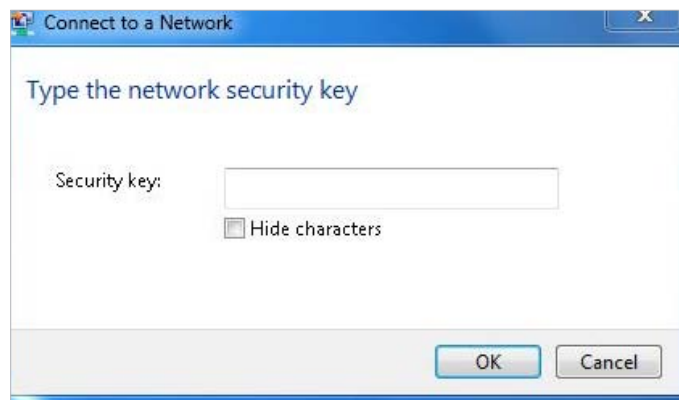 Connect to a Network
X
Type the network security key
Security key:
Hide characters
OK
Cancel